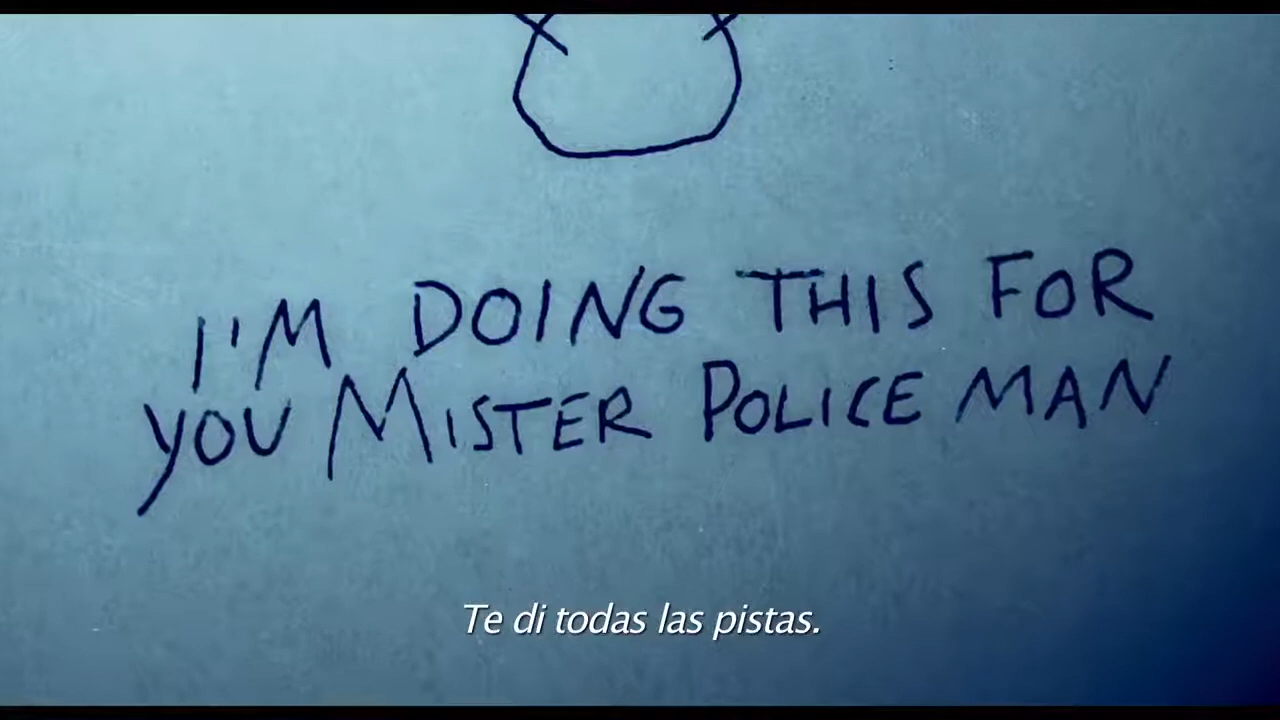 I'M DOING THIS FOR
YOU MISTER POLICE MAN
Te di todas las pistas.